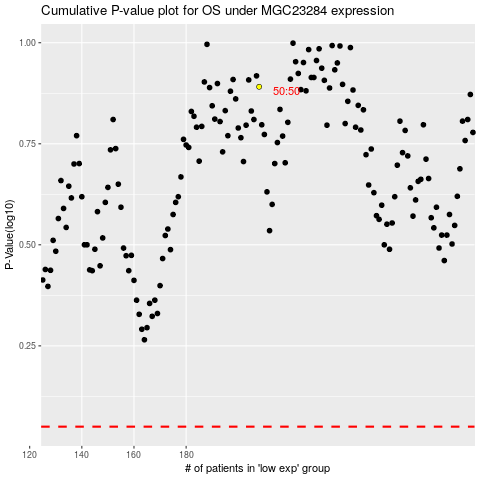 Cumulative P-value plot for OS under MGC23284 expression
1.00
0.75
0.50
0.25
P-Value(log10)
50:50
120 140 160 180
# of patients in 'low exp' group